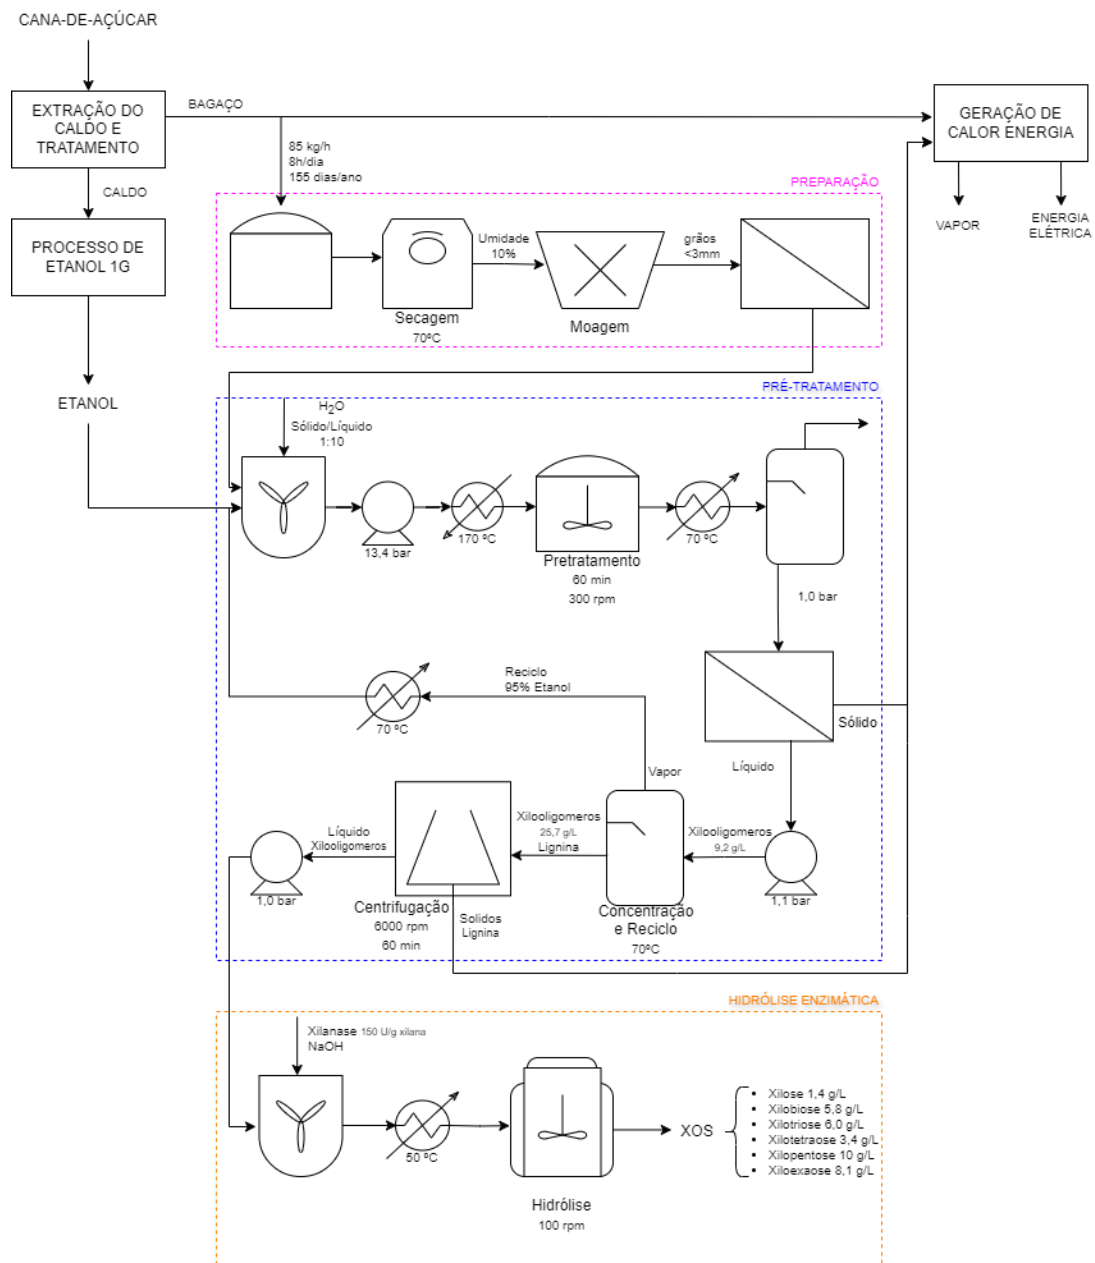 CANA-DE-AÇÚCAR
EXTRAÇÃO DO
CALDO E
TRATAMENTO
BAGAÇO
GERAÇÃO DE
CALOR ENERGIA
85 kg/h
8h/dia
155 dias/ano
CALDO
PREPARAÇÃO
VAPOR
ENERGIA
ELÉTRICA
PROCESSO DE
ETANOL 1G
Umidade
10%
grãos
<3mm
Secagem
70ºC
Moagem
PRÉ-TRATAMENTO
ETANOL
H2O
Sólido/Líquido
1:10
13,4 bar
170 ºC
Pretratamento
60 min
300 rpm
70 ºC
1,0 bar
Reciclo
95% Etanol
70 ºC
Sólido
Líquido
Vapor
Xilooligomeros
25,7 g/L
Lignina
Xilooligomeros
9,2 g/L
Líquido
Xilooligomeros
1,0 bar
Centrifugação
6000 rpm
60 min
Solidos
Lignina
Concentração
e Reciclo
70ºC
1,1 bar
HIDRÓLISE ENZIMÁTICA
Xilanase 150 U/g xilana
NaOH
50 ºC
Hidrólise
100 rpm
XOS
• Xilose 1,4 g/L
• Xilobiose 5,8 g/L
• Xilotriose 6,0 g/L
• Xilotetraose 3,4 g/L
• Xilopentose 10 g/L
• Xiloexaose 8,1 g/L